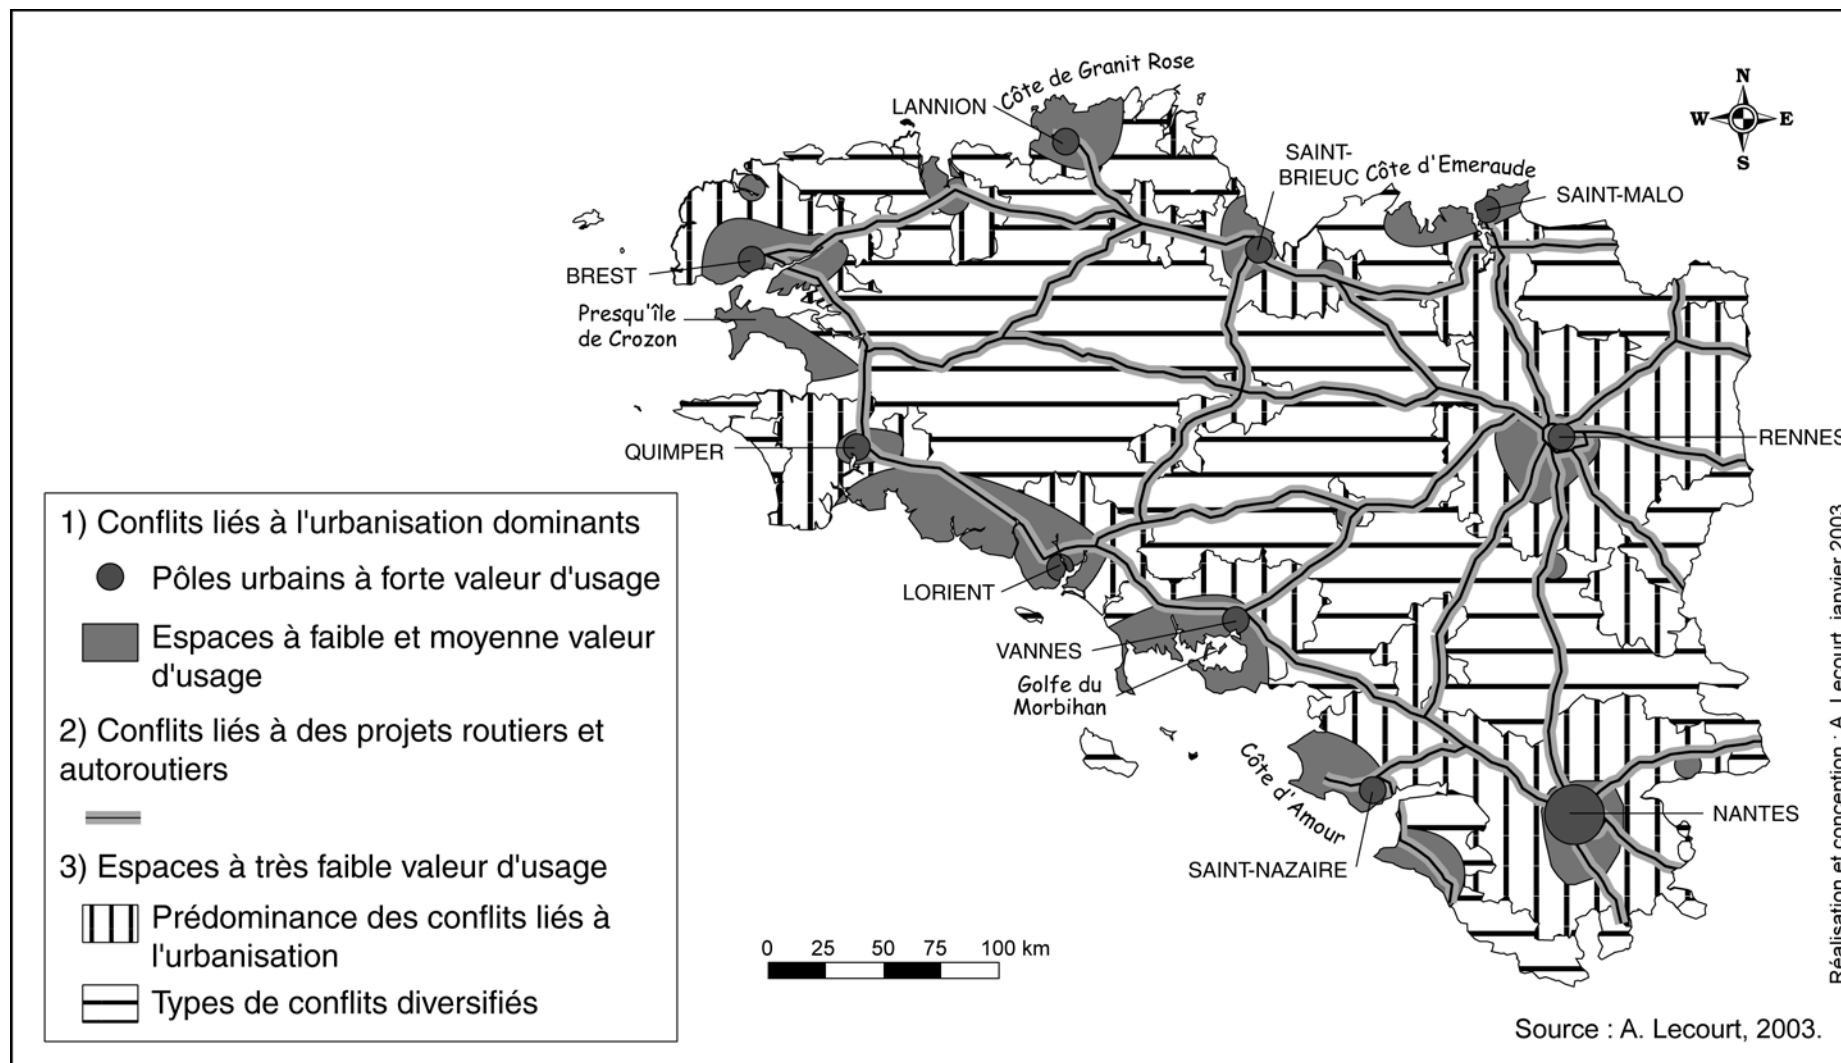 Côte de Granit Rose
LANNION
N
W
E
S
SAINT-
BRIEUC
Côte d'Emeraude
SAINT-MALO
BREST
Presqu'île
de Crozon
QUIMPER
RENNES
LORIENT
VANNES
Golfe du
Morbihan
Côte d'Amour
SAINT-NAZAIRE
NANTES
1) Conflits liés à l'urbanisation dominants
Pôles urbains à forte valeur d'usage
Espaces à faible et moyenne valeur
d'usage
2) Conflits liés à des projets routiers et
autoroutiers
3) Espaces à très faible valeur d'usage
Prédominance des conflits liés à
l'urbanisation
Types de conflits diversifiés
0 25 50 75 100 km
Réalisation et conception : A. Lecourt, janvier 2003
Source : A. Lecourt, 2003.